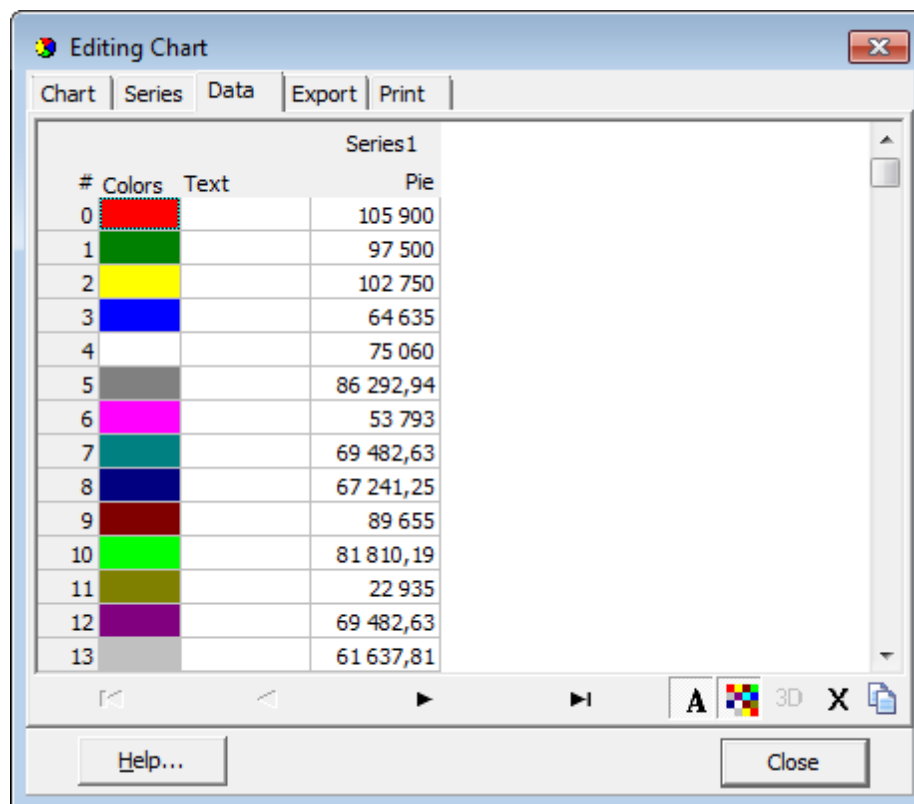 Editing Chart
Chart Series Data Export Print
Series1
# Colors Text Pie
0 105 900
1 97 500
2 102 750
3 64 635
4 75 060
5 86 292,94
6 53 793
7 69 482,63
8 67 241,25
9 89 655
10 81 810,19
11 22 935
12 69 482,63
13 61 637,81
A 3D X
Help... Close